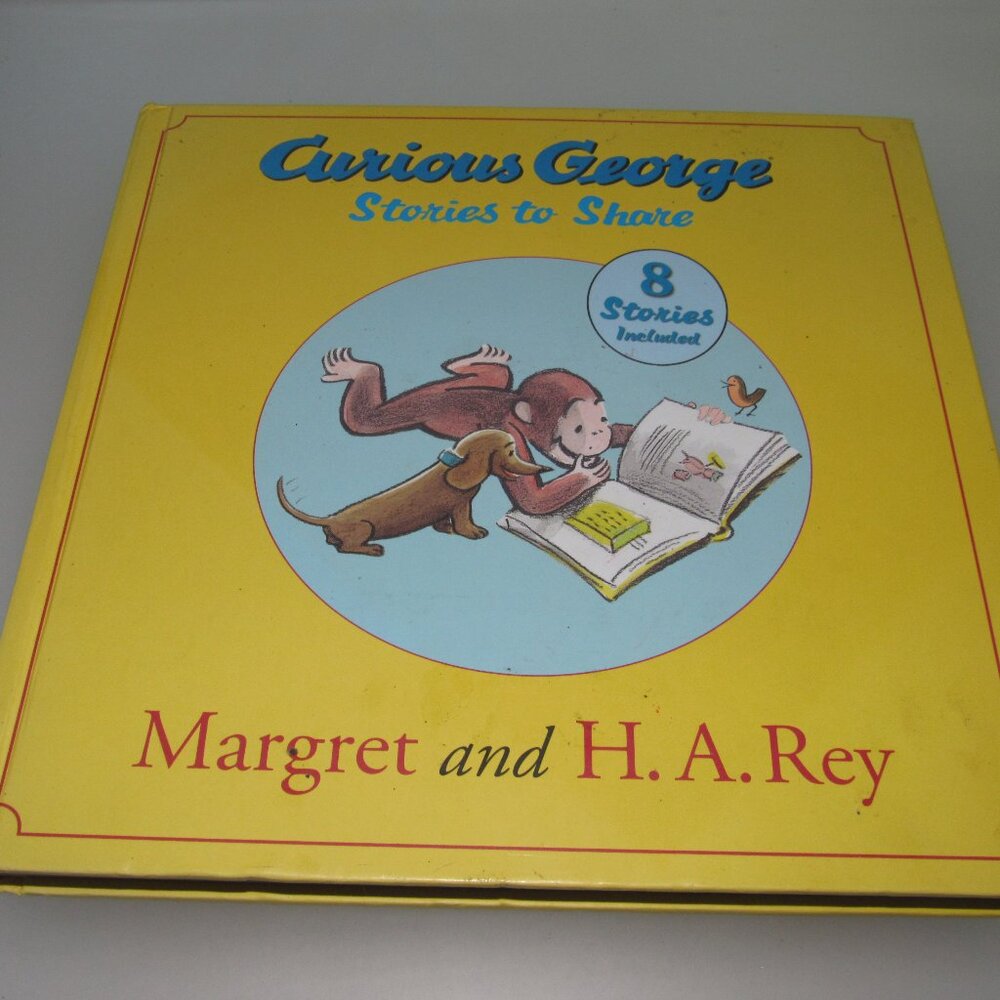 Curious George
Stories to Share
8
Stories
Included
Margret and H. A. Rey